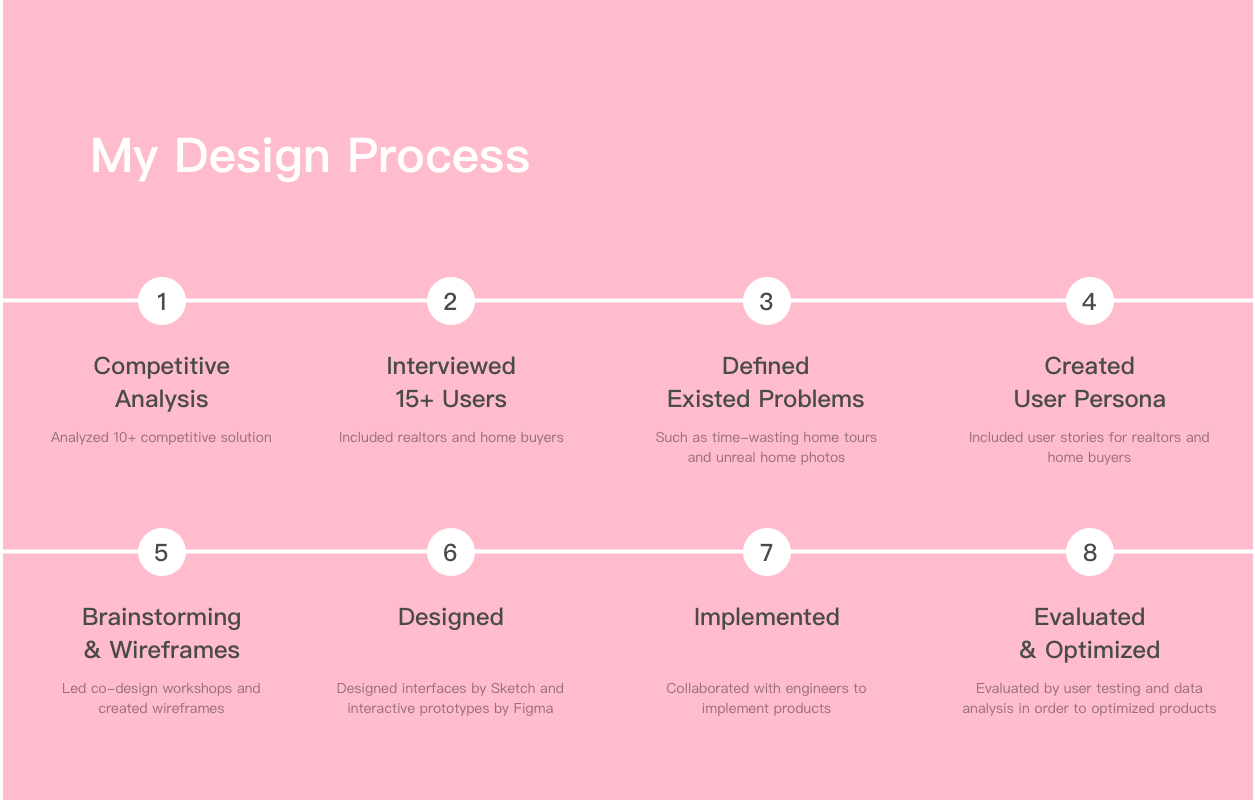 My Design Process
1
2
3
4
Competitive
Analysis
Analyzed 10+ competitive solution
Interviewed
15+ Users
Included realtors and home buyers
Defined
Existed Problems
Such as time-wasting home tours
and unreal home photos
Created
User Persona
Included user stories for realtors and
home buyers
5
6
7
8
Brainstorming
& Wireframes
Led co-design workshops and
created wireframes
Designed
Designed interfaces by Sketch and
interactive prototypes by Figma
Implemented
Collaborated with engineers to
implement products
Evaluated
& Optimized
Evaluated by user testing and data
analysis in order to optimized products